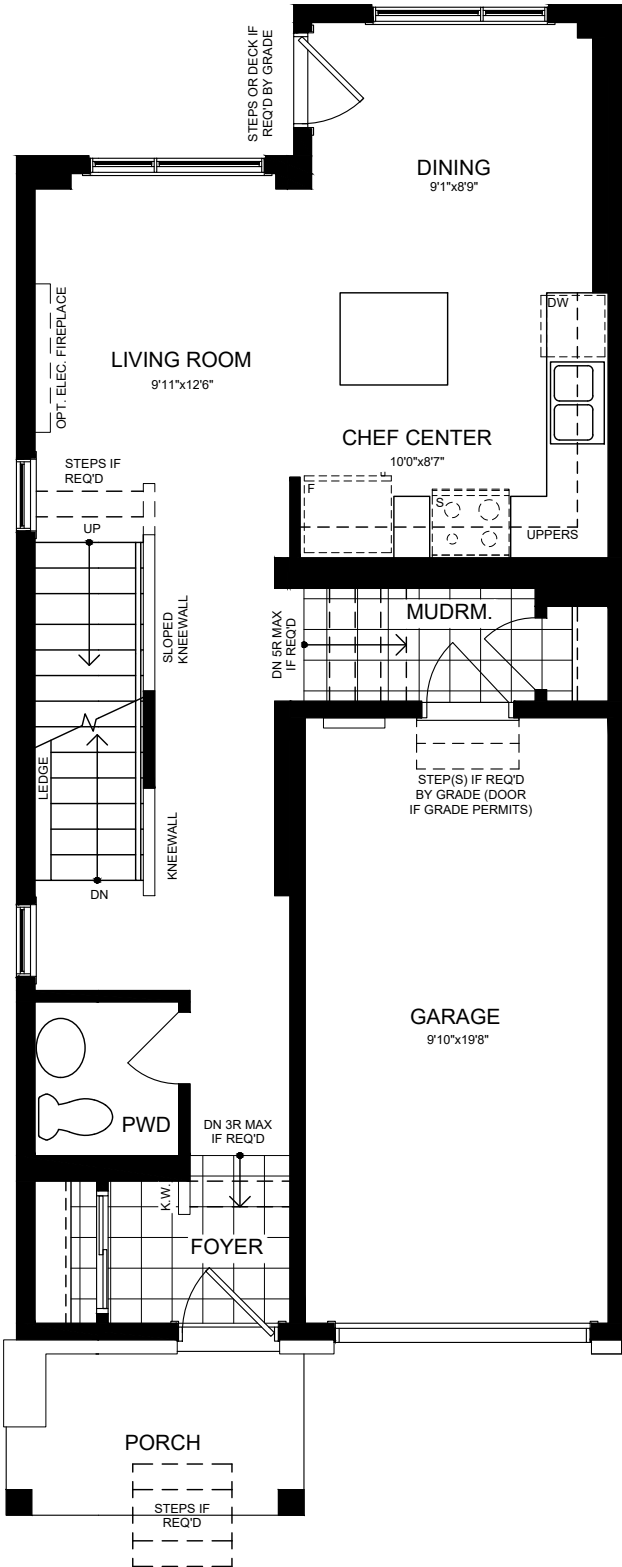 STEPS OR DECK IF
REQ'D BY GRADE
DINING
9'1"x8'9"
OPT. ELEC. FIREPLACE
LIVING ROOM
9'11"x12'6"
DW
CHEF CENTER
10'0"x8'7"
STEPS IF
REQ'D
F
S
UPPERS
UP
SLOPED
KNEEWALL
DN 5R MAX
IF REQ'D
MUDRM.
LEDGE
KNEEWALL
DN
STEP(S) IF REQ'D
BY GRADE (DOOR
IF GRADE PERMITS)
GARAGE
9'10"x19'8"
PWD
DN 3R MAX
IF REQ'D
K.W.
FOYER
PORCH
STEPS IF
REQ'D